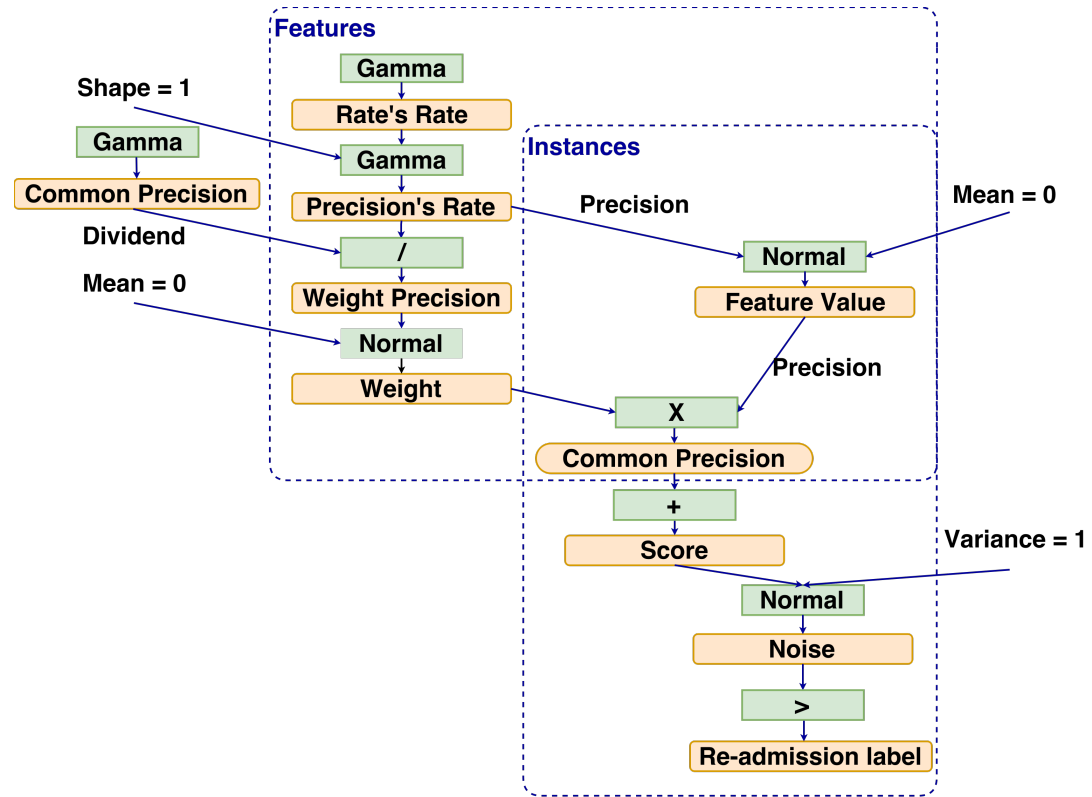 Features
Gamma
Shape = 1
Rate's Rate
Gamma
Gamma
Instances
Common Precision
Precision's Rate
Precision
Mean = 0
Dividend
/
Normal
Mean = 0
Weight Precision
Feature Value
Normal
Precision
Weight
X
Common Precision
+
Score
Variance = 1
Normal
Noise
>
Re-admission label